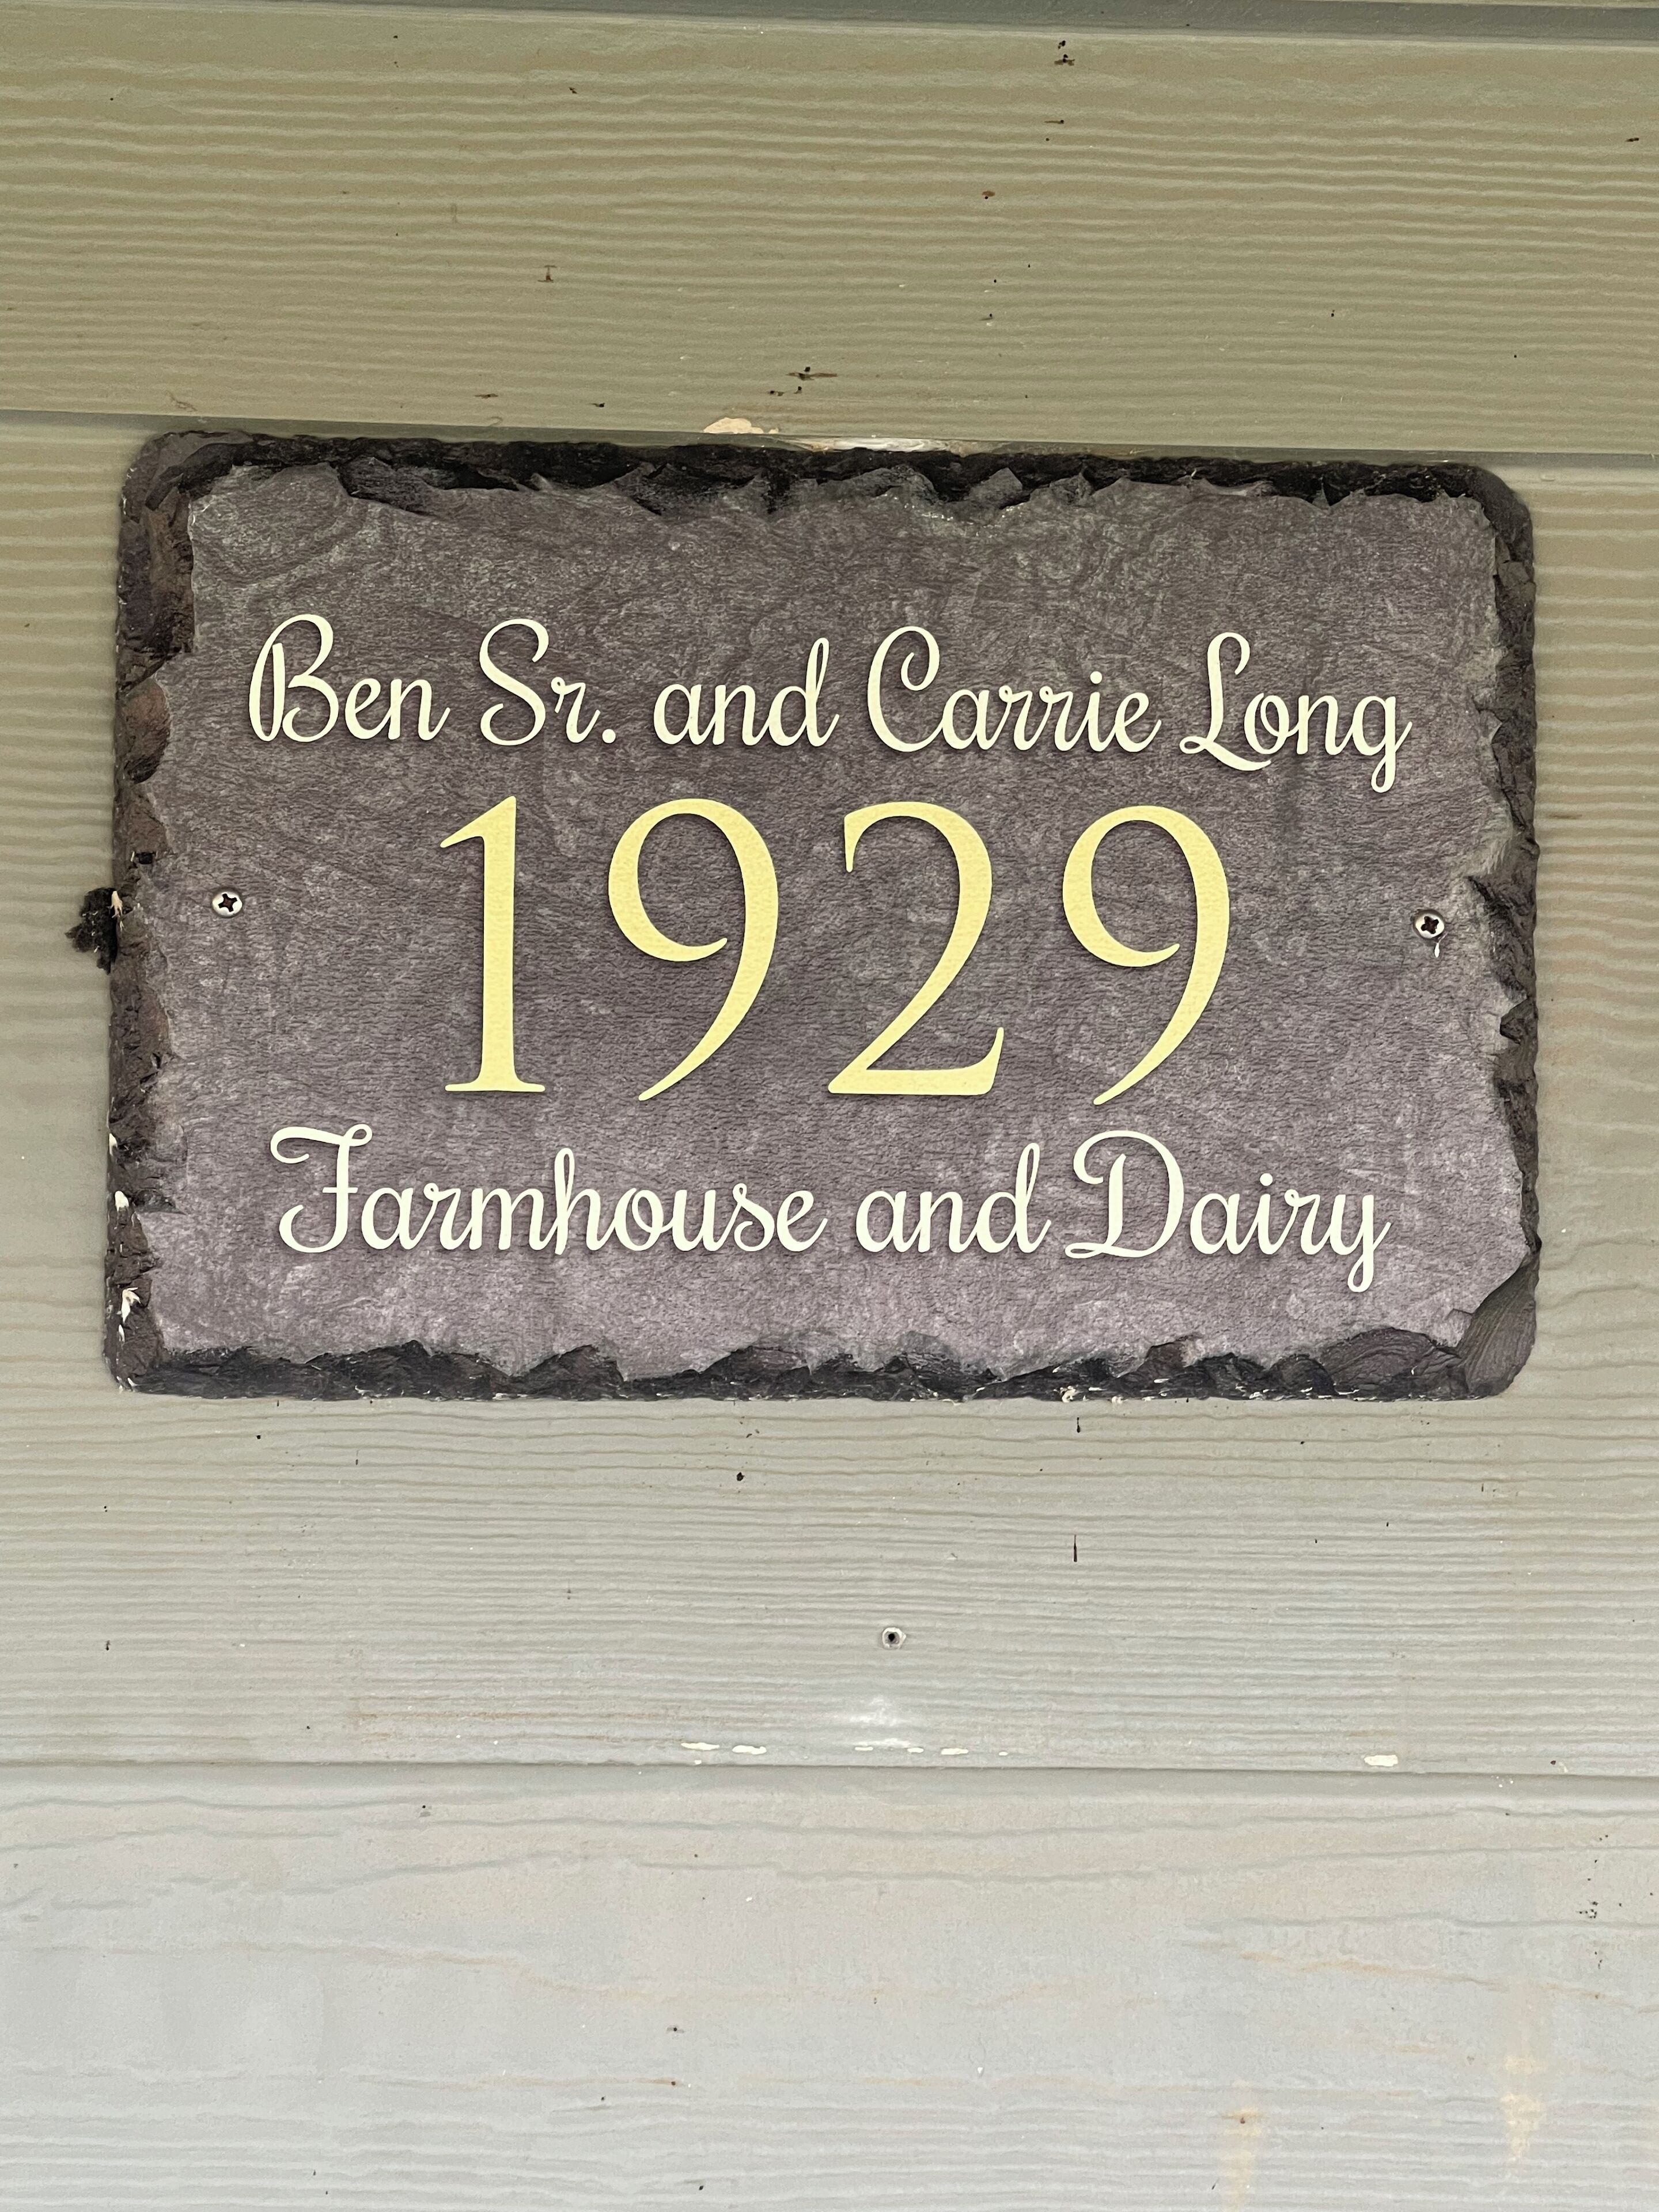 Ben Sr. and Carrie Long
1929
Farmhouse and Dairy